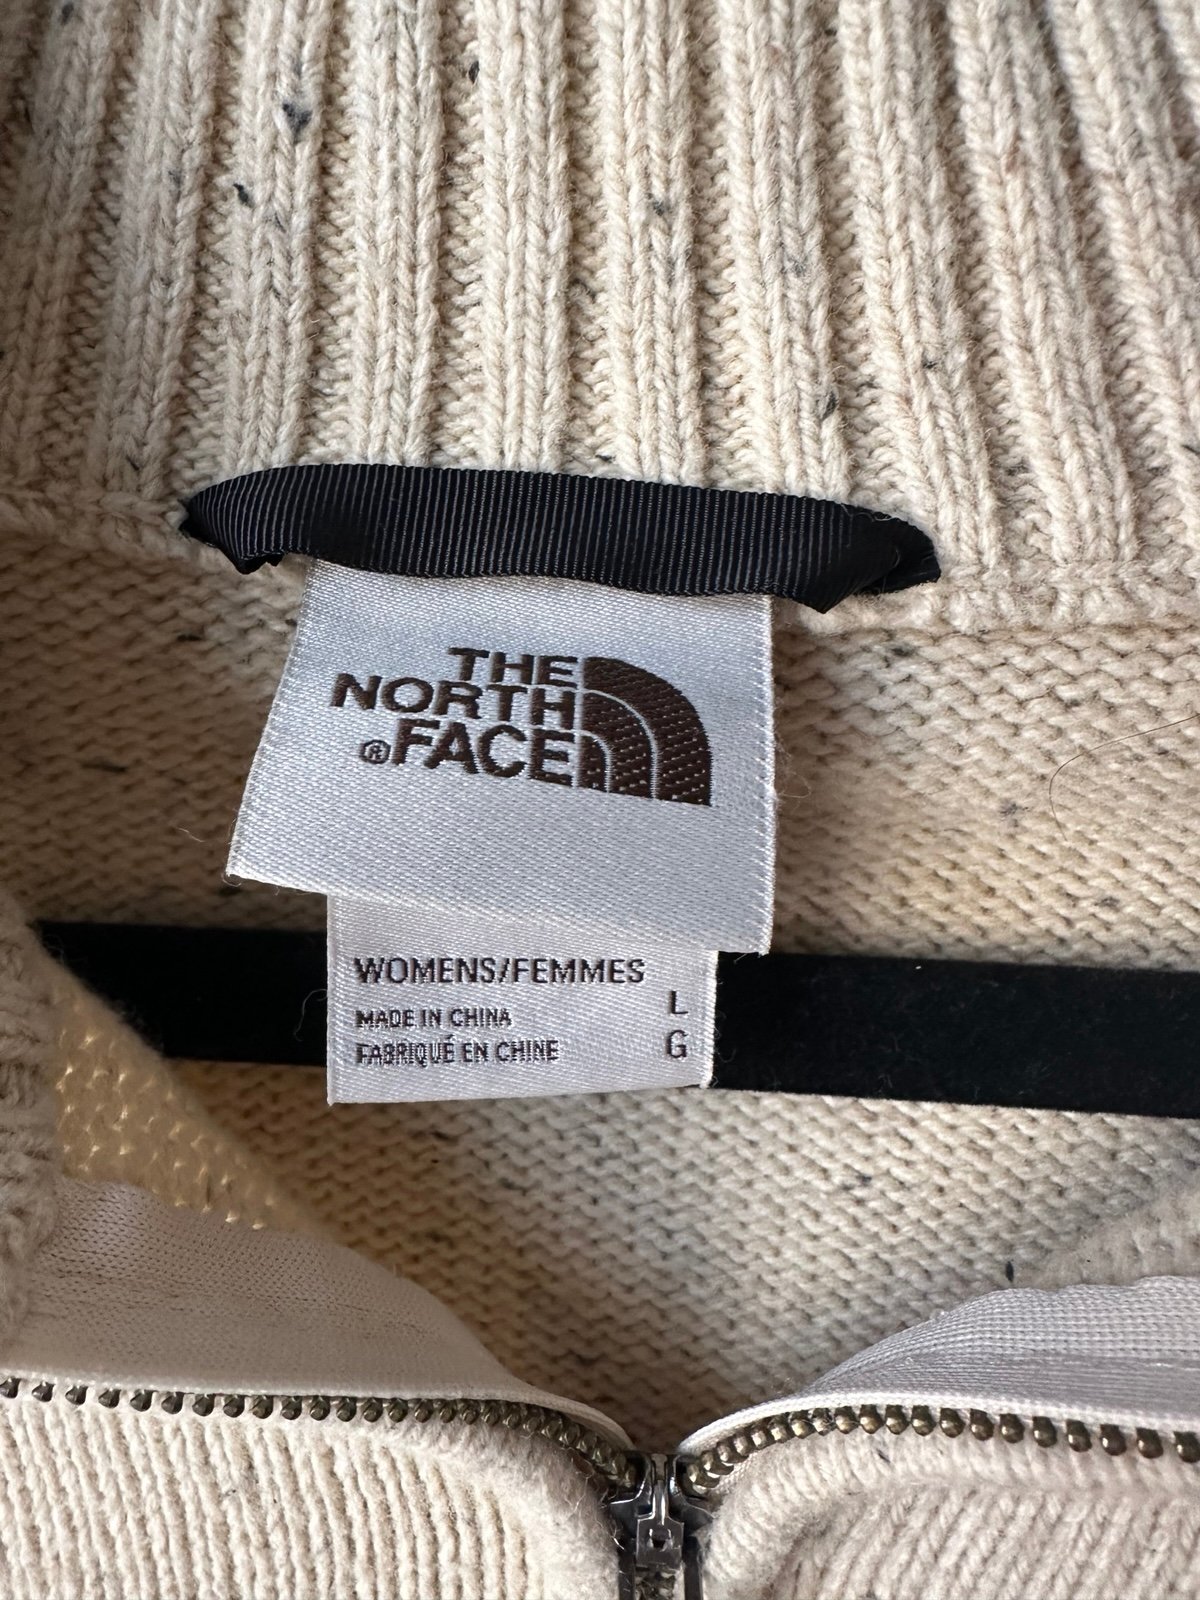 THE
NORTH
®FACE
WOMENS/FEMMES
L
MADE IN CHINA
FABRIQUÉ EN CHINE
G